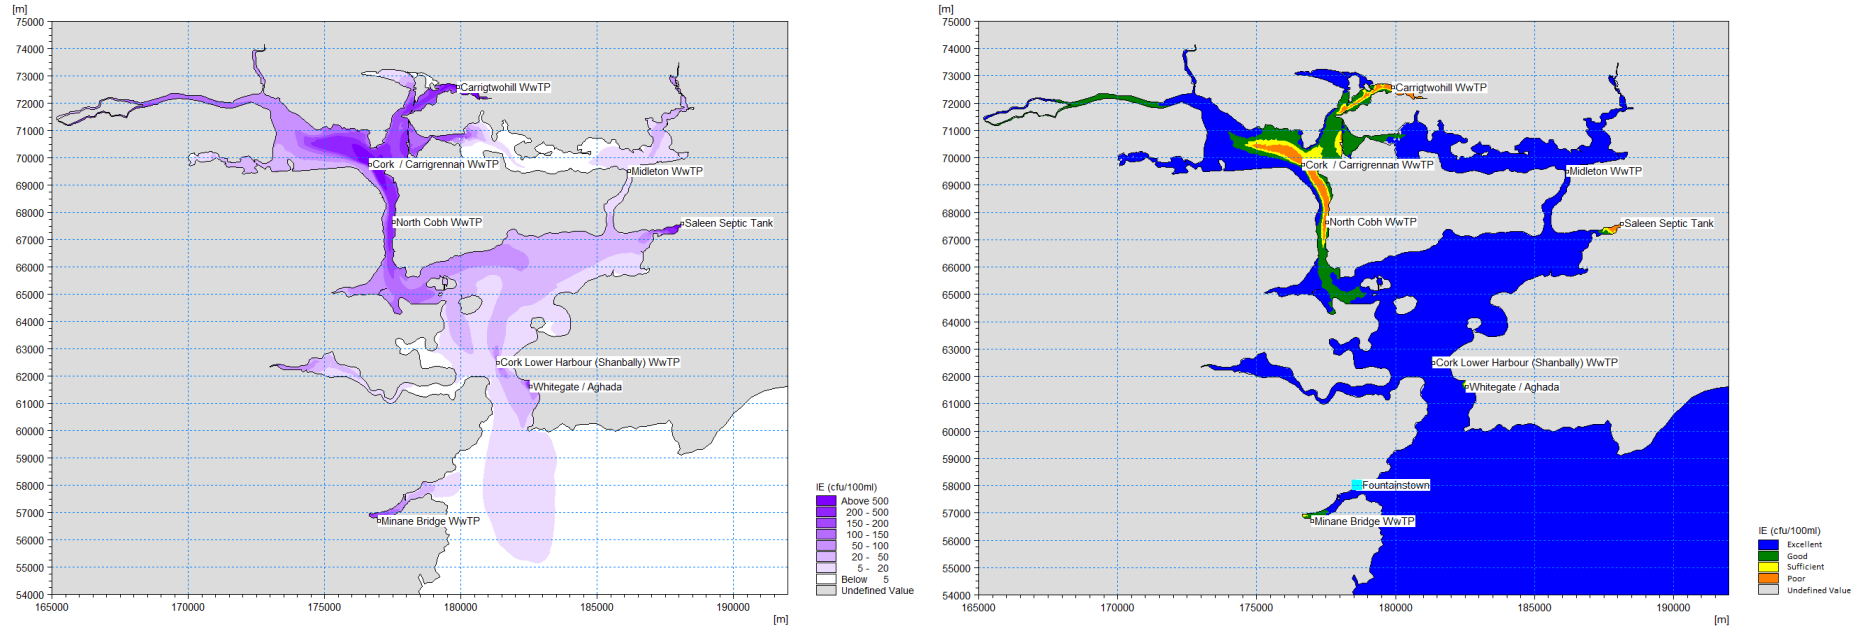 [m]
75000
74000
73000
72000
71000
70000
69000
68000
67000
66000
65000
64000
63000
62000
61000
60000
59000
58000
57000
56000
55000
54000
165000
170000
175000
180000
185000
190000
[m]
Carrigtwohill WwTP
Cork / Carrigrennan WwTP
Midleton WwTP
North Cobh WwTP
Saleen Septic Tank
Cork Lower Harbour (Shanbally) WwTP
Whitegate / Aghada
Minane Bridge WwTP
IE (cfu/100ml)
Above 500
200 - 500
150 - 200
100 - 150
50 - 100
20 - 50
5 - 20
Below 5
Undefined Value
[m]
75000
74000
73000
72000
71000
70000
69000
68000
67000
66000
65000
64000
63000
62000
61000
60000
59000
58000
57000
56000
55000
54000
165000
170000
175000
180000
185000
190000
[m]
Carrigtwohill WwTP
Cork / Carrigrennan WwTP
Midleton WwTP
North Cobh WwTP
Saleen Septic Tank
Cork Lower Harbour (Shanbally) WwTP
Whitegate / Aghada
Fountainstown
Minane Bridge WwTP
IE (cfu/100ml)
Excellent
Good
Sufficient
Poor
Undefined Value